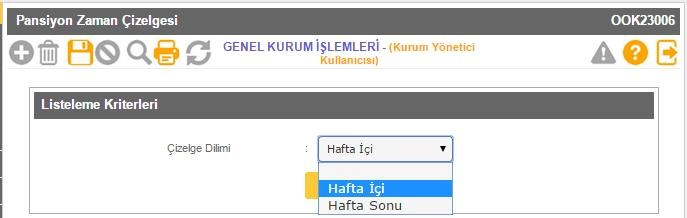 Pansiyon Zaman Çizelgesi OOK23006
GENEL KURUM İŞLEMLERİ - (Kurum Yönetici
Kullanıcısı)
Listeleme Kriterleri
Çizelge Dilimi : Hafta İçi
Hafta İçi
Hafta Sonu